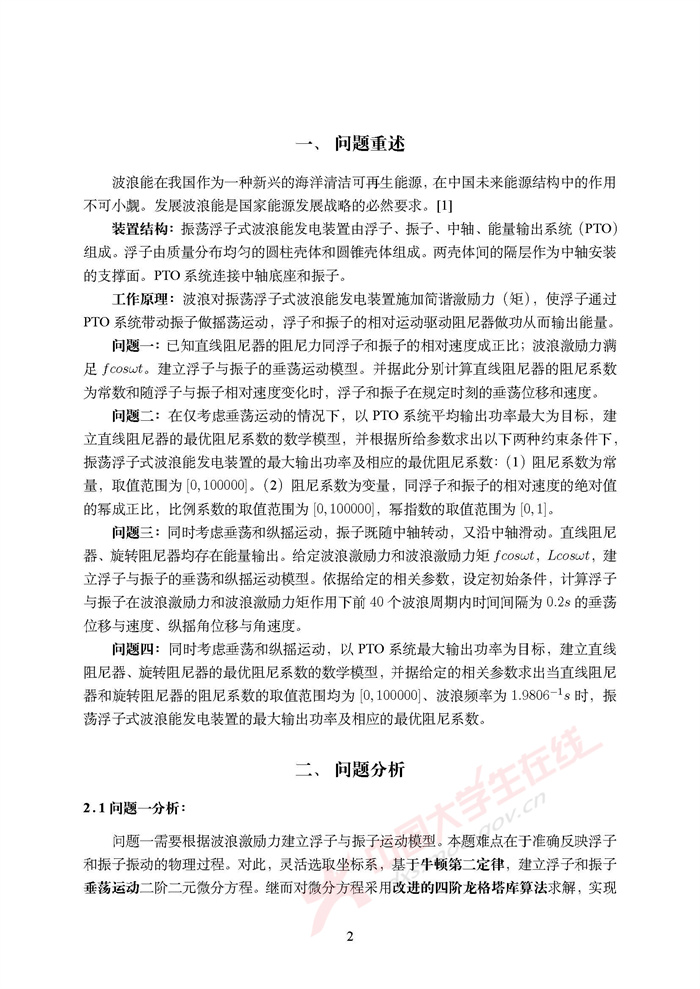 一、 问题重述
波浪能在我国作为一种新兴的海洋清洁可再生能源，在中国未来能源结构中的作用
不可小觑。发展波浪能是国家能源发展战略的必然要求。[1]
装置结构：振荡浮子式波浪能发电装置由浮子、振子、中轴、能量输出系统（PTO）
组成。浮子由质量分布均匀的圆柱壳体和圆锥壳体组成。两壳体间的隔层作为中轴安装
的支撑面。PTO 系统连接中轴底座和振子。
工作原理：波浪对振荡浮子式波浪能发电装置施加简谐激励力（矩），使浮子通过
PTO 系统带动振子做摇荡运动，浮子和振子的相对运动驱动阻尼器做功从而输出能量。
问题一：已知直线阻尼器的阻尼力同浮子和振子的相对速度成正比；波浪激励力满
足 fcosωt。建立浮子与振子的垂荡运动模型。并据此分别计算直线阻尼器的阻尼系数
为常数和随浮子与振子相对速度变化时，浮子和振子在规定时刻的垂荡位移和速度。
问题二：在仅考虑垂荡运动的情况下，以 PTO 系统平均输出功率最大为目标，建
立直线阻尼器的最优阻尼系数的数学模型，并根据所给参数求出以下两种约束条件下，
振荡浮子式波浪能发电装置的最大输出功率及相应的最优阻尼系数：（1）阻尼系数为常
量，取值范围为 [0,100000]。（2）阻尼系数为变量，同浮子和振子的相对速度的绝对值
的幂成正比，比例系数的取值范围为 [0,100000]，幂指数的取值范围为 [0,1]。
问题三：同时考虑垂荡和纵摇运动，振子既随中轴转动，又沿中轴滑动。直线阻尼
器、旋转阻尼器均存在能量输出。给定波浪激励力和波浪激励力矩 fcosωt，Lcosωt，建
立浮子与振子的垂荡和纵摇运动模型。依据给定的相关参数，设定初始条件，计算浮子
与振子在波浪激励力和波浪激励力矩作用下前 40 个波浪周期内时间间隔为 0.2s 的垂荡
位移与速度、纵摇角位移与角速度。
问题四：同时考虑垂荡和纵摇运动，以 PTO 系统最大输出功率为目标，建立直线
阻尼器、旋转阻尼器的最优阻尼系数的数学模型，并据给定的相关参数求出当直线阻尼
器和旋转阻尼器的阻尼系数的取值范围均为 [0,100000]、波浪频率为 1.9806⁻¹s 时，振
荡浮子式波浪能发电装置的最大输出功率及相应的最优阻尼系数。
二、 问题分析
2.1 问题一分析：
问题一需要根据波浪激励力建立浮子与振子运动模型。本题难点在于准确反映浮子
和振子振动的物理过程。对此，灵活选取坐标系，基于牛顿第二定律，建立浮子和振子
垂荡运动二阶二元微分方程。继而对微分方程采用改进的四阶龙格塔库算法求解，实现
中国大学生在线
2